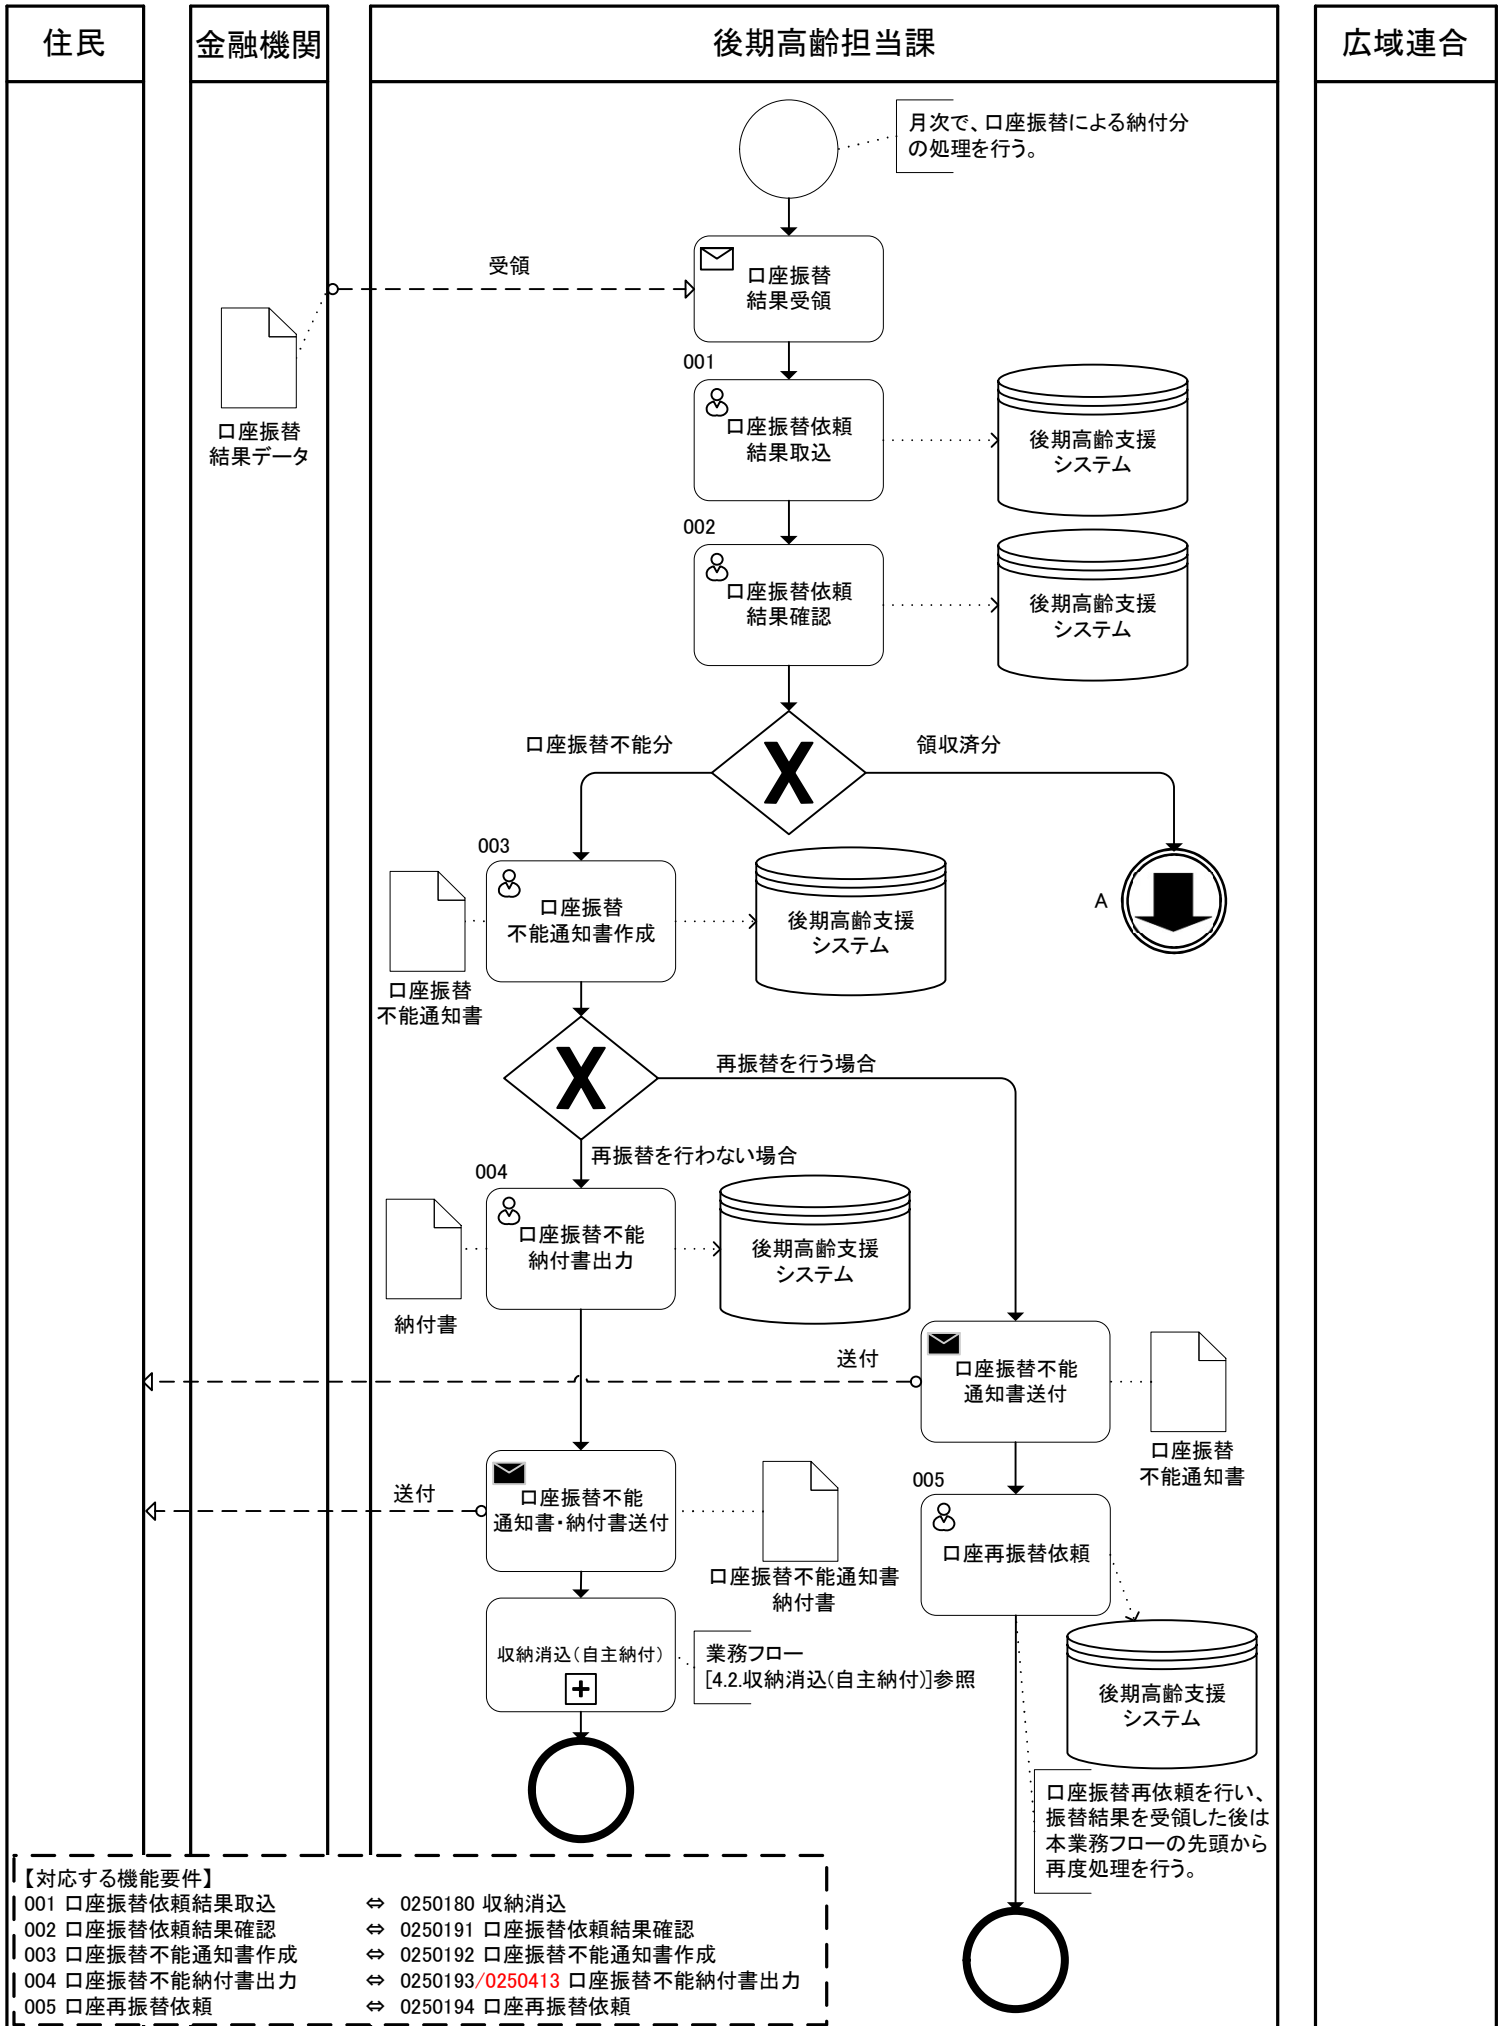 住民
金融機関
後期高齢担当課
広域連合
月次で、口座振替による納付分
の処理を行う。
受領
口座振替
結果受領
口座振替
結果データ
001
口座振替依頼
結果取込
後期高齢支援
システム
002
口座振替依頼
結果確認
後期高齢支援
システム
口座振替不能分
領収済分
X
003
口座振替
不能通知書作成
後期高齢支援
システム
A
口座振替
不能通知書
X
再振替を行う場合
再振替を行わない場合
004
口座振替不能
納付書出力
後期高齢支援
システム
納付書
送付
口座振替不能
通知書送付
口座振替
不能通知書
送付
口座振替不能
通知書・納付書送付
口座振替不能通知書
納付書
005
口座再振替依頼
後期高齢支援
システム
収納消込（自主納付）
業務フロー
[4.2.収納消込(自主納付)]参照
口座振替再依頼を行い、
振替結果を受領した後は
本業務フローの先頭から
再度処理を行う。
【対応する機能要件】
001 口座振替依頼結果取込 ⇔ 0250180 収納消込
002 口座振替依頼結果確認 ⇔ 0250191 口座振替依頼結果確認
003 口座振替不能通知書作成 ⇔ 0250192 口座振替不能通知書作成
004 口座振替不能納付書出力 ⇔ 0250193/0250413 口座振替不能納付書出力
005 口座再振替依頼 ⇔ 0250194 口座再振替依頼